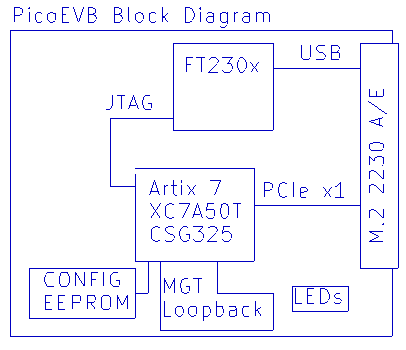 PicoEVB Block Diagram
USB
FT230x
JTAG
M.2 2230 A/E
Artix 7
XC7A50T
CSG325
PCIe x1
CONFIG
EEPROM
MGT
Loopback
LEDs